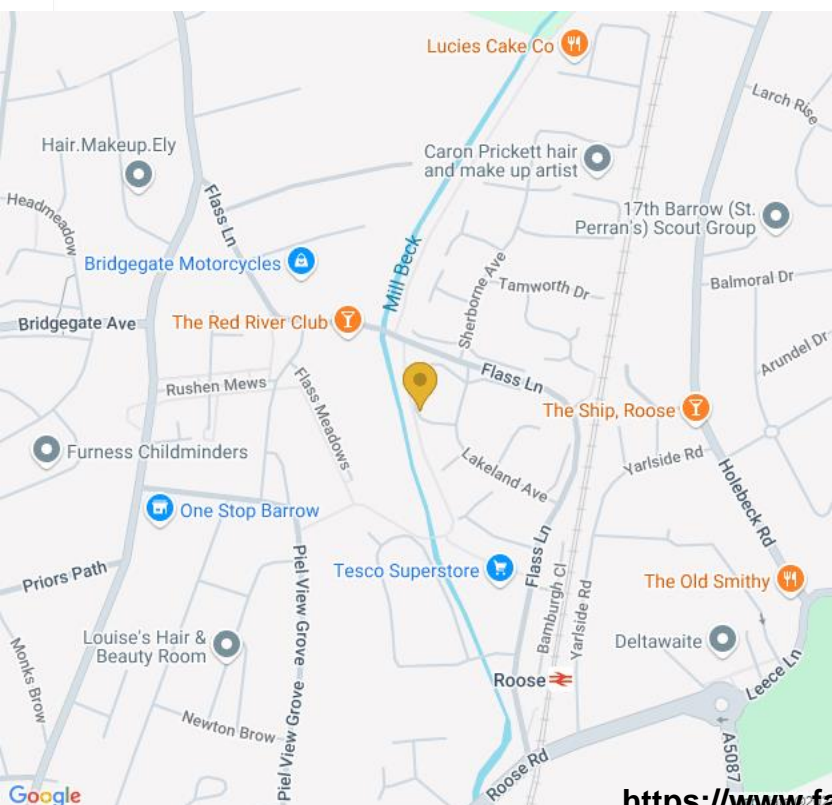 Lucies Cake Co
Larch Rise
Hair.Makeup.Ely
Caron Prickett hair
and make up artist
Headmeadow
Flass Ln
17th Barrow (St.
Perran's) Scout Group
Mill Beck
Bridgegate Motorcycles
Sherborne Ave
Tamworth Dr
Balmoral Dr
Bridgegate Ave
The Red River Club
Arundel Dr
Flass Ln
Rushen Mews
Flass Meadows
The Ship, Roose
Furness Childminders
Lakeland Ave
Yarlside Rd
Holebeck Rd
One Stop Barrow
Flass Ln
Tesco Superstore
Piel View Grove
Bamburgh Cl
Yarlside Rd
The Old Smithy
Priors Path
Louise's Hair &
Beauty Room
Deltawaite
Monks Brow
Roose
Leece Ln
Piel View Grove
Newton Brow
A5087
Roose Rd
Google
https://www.fa